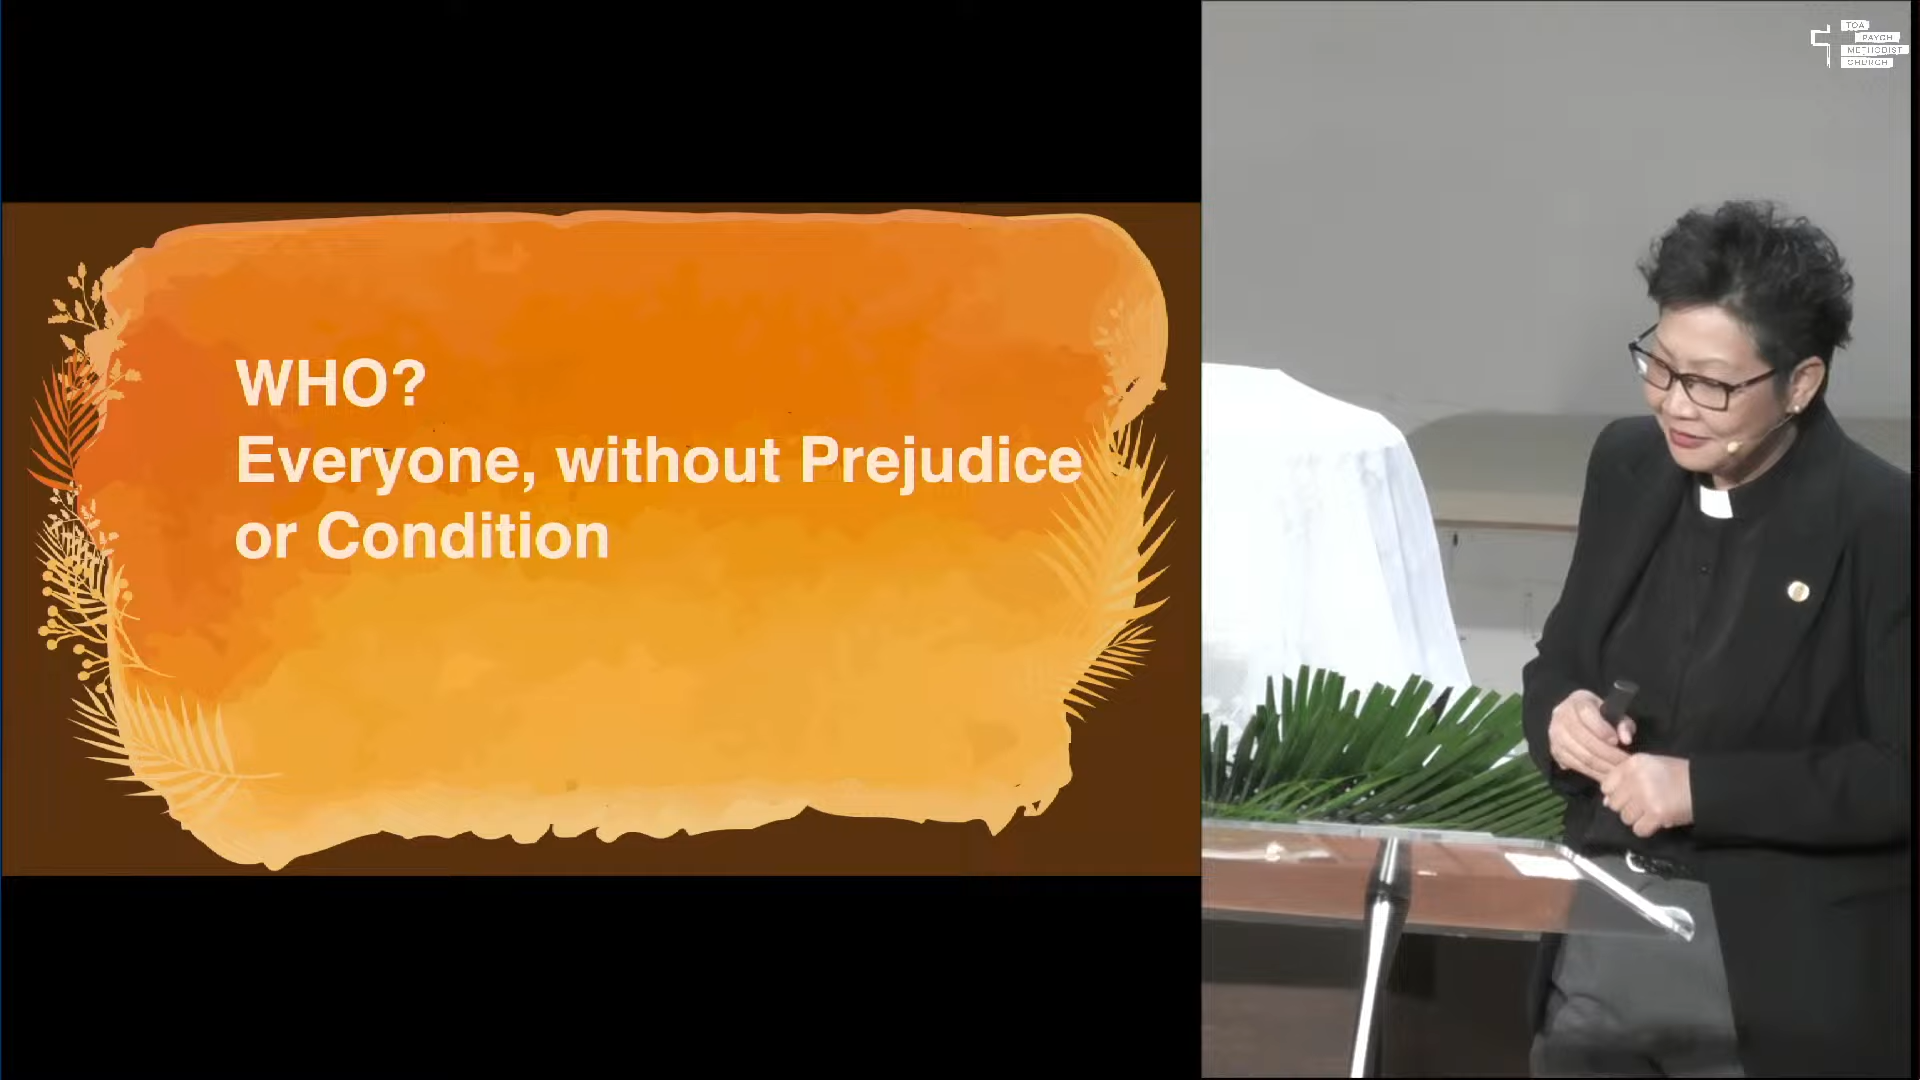 WHO?
Everyone, without Prejudice
or Condition
TOA
PAYOH
METHODIST
CHURCH